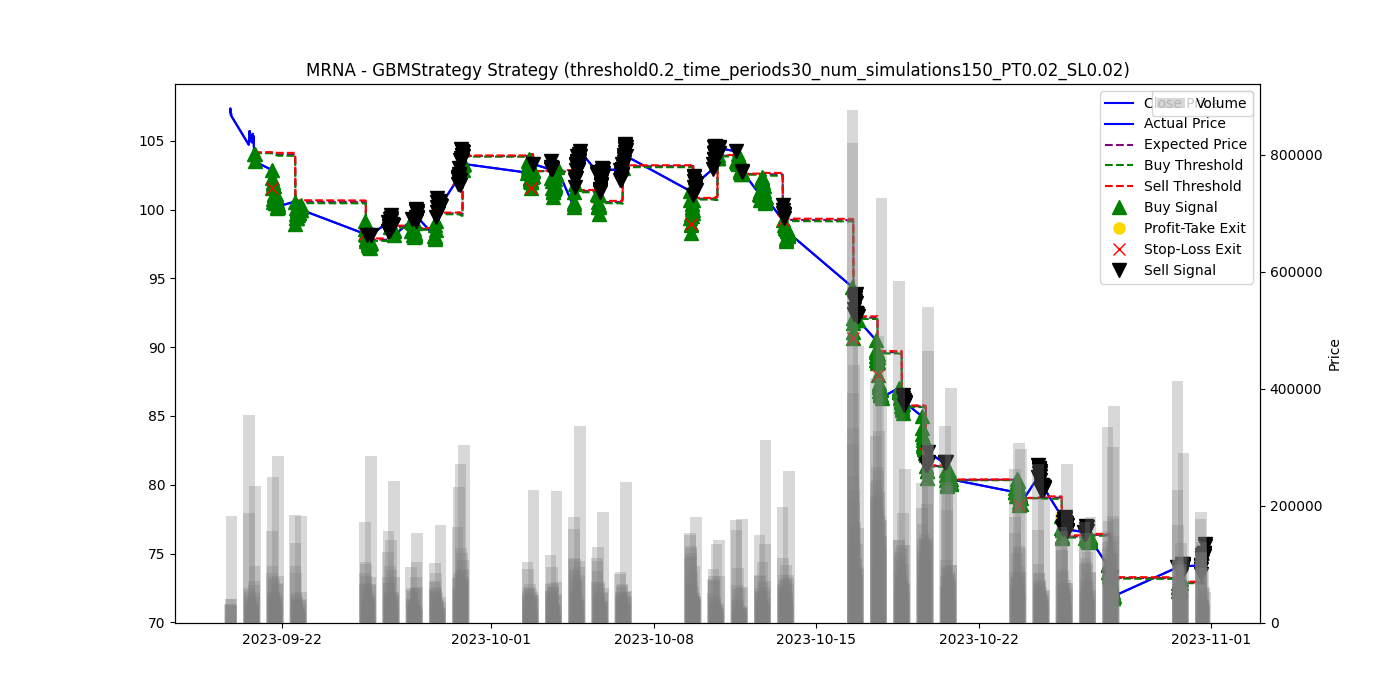 MRNA - GBMStrategy Strategy (threshold0.2_time_periods30_num_simulations150_PT0.02_SL0.02)
105
100
95
90
85
80
75
70
800000
600000
400000
200000
0
Price
Close Price
Volume
Actual Price
Expected Price
Buy Threshold
Sell Threshold
Buy Signal
Profit-Take Exit
Stop-Loss Exit
Sell Signal
2023-09-22
2023-10-01
2023-10-08
2023-10-15
2023-10-22
2023-11-01